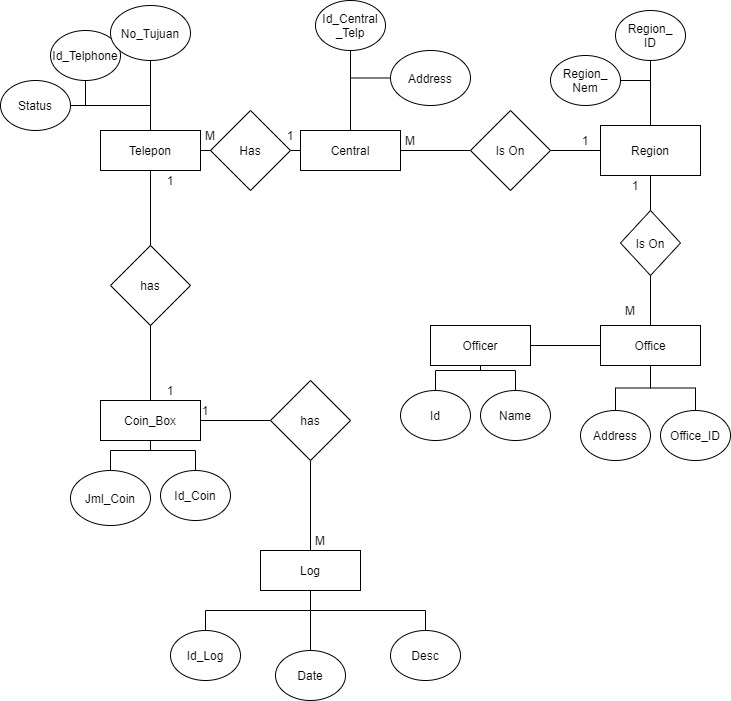 No_Tujuan
Id_Telphone
Status
Id_Central
_Telp
Address
Region_
ID
Region_
Nem
Telepon
M
Has
1
Central
M
Is On
1
Region
1
1
has
Is On
M
Officer
Office
Id
Name
Address
Office_ID
1
Coin_Box
1
has
Jml_Coin
Id_Coin
M
Log
Id_Log
Date
Desc